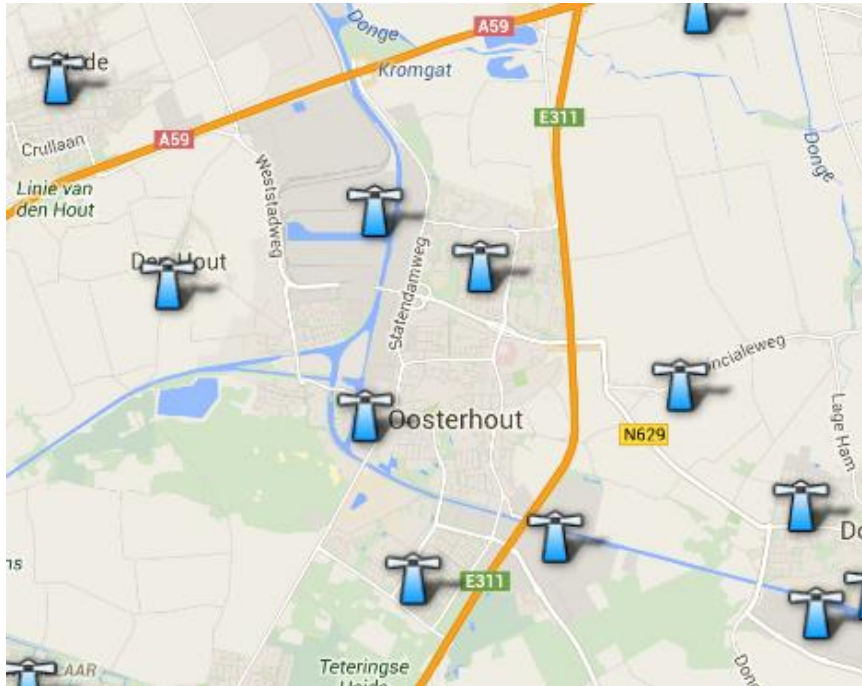 Donge
A59
Kromgat
E311
Crullaan
A59
Donge
Linie van
den Hout
Weststadweg
Statendamweg
Oosterhout
N629
Lage Ham
E311
Teteringse